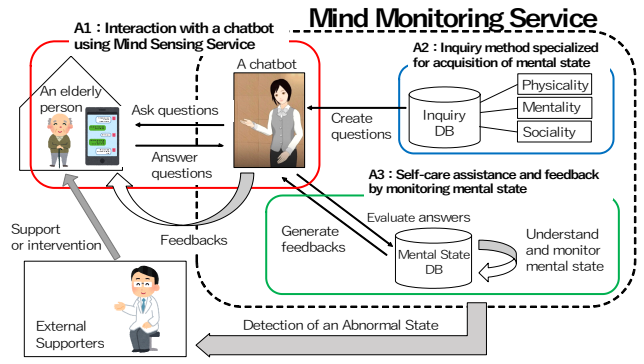 Mind Monitoring Service
A1：Interaction with a chatbot
using Mind Sensing Service
An elderly
person
A chatbot
Ask questions
Answer
questions
A2：Inquiry method specialized
for acquisition of mental state
Create
questions
Inquiry
DB
Physicality
Mentality
Sociality
A3：Self-care assistance and feedback
by monitoring mental state
Evaluate answers
Generate
feedbacks
Mental State
DB
Understand
and monitor
mental state
Feedbacks
Support
or intervention
External
Supporters
Detection of an Abnormal State